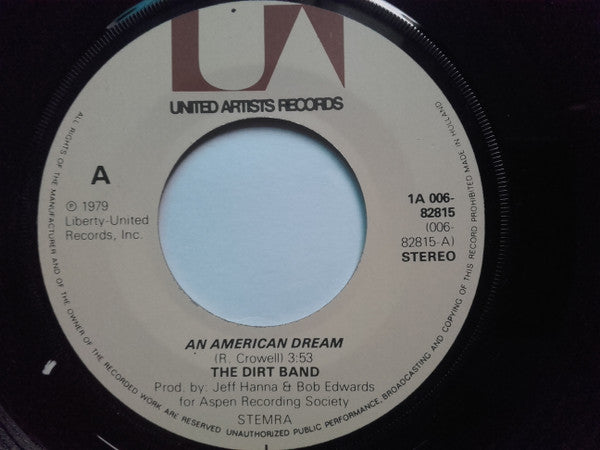 UA
UNITED ARTISTS RECORDS
A
℗ 1979
Liberty-United
Records, Inc.
1A 006-
82815
(006-
82815-A)
STEREO
AN AMERICAN DREAM
(R. Crowell) 3:53
THE DIRT BAND
Prod. by: Jeff Hanna & Bob Edwards
for Aspen Recording Society
STEMRA
ALL RIGHTS OF THE MANUFACTURER AND OF THE OWNER OF THE RECORDED WORK ARE RESERVED UNAUTHORIZED PUBLIC PERFORMANCE, BROADCASTING AND COPYING OF THIS RECORD PROHIBITED MADE IN HOLLAND